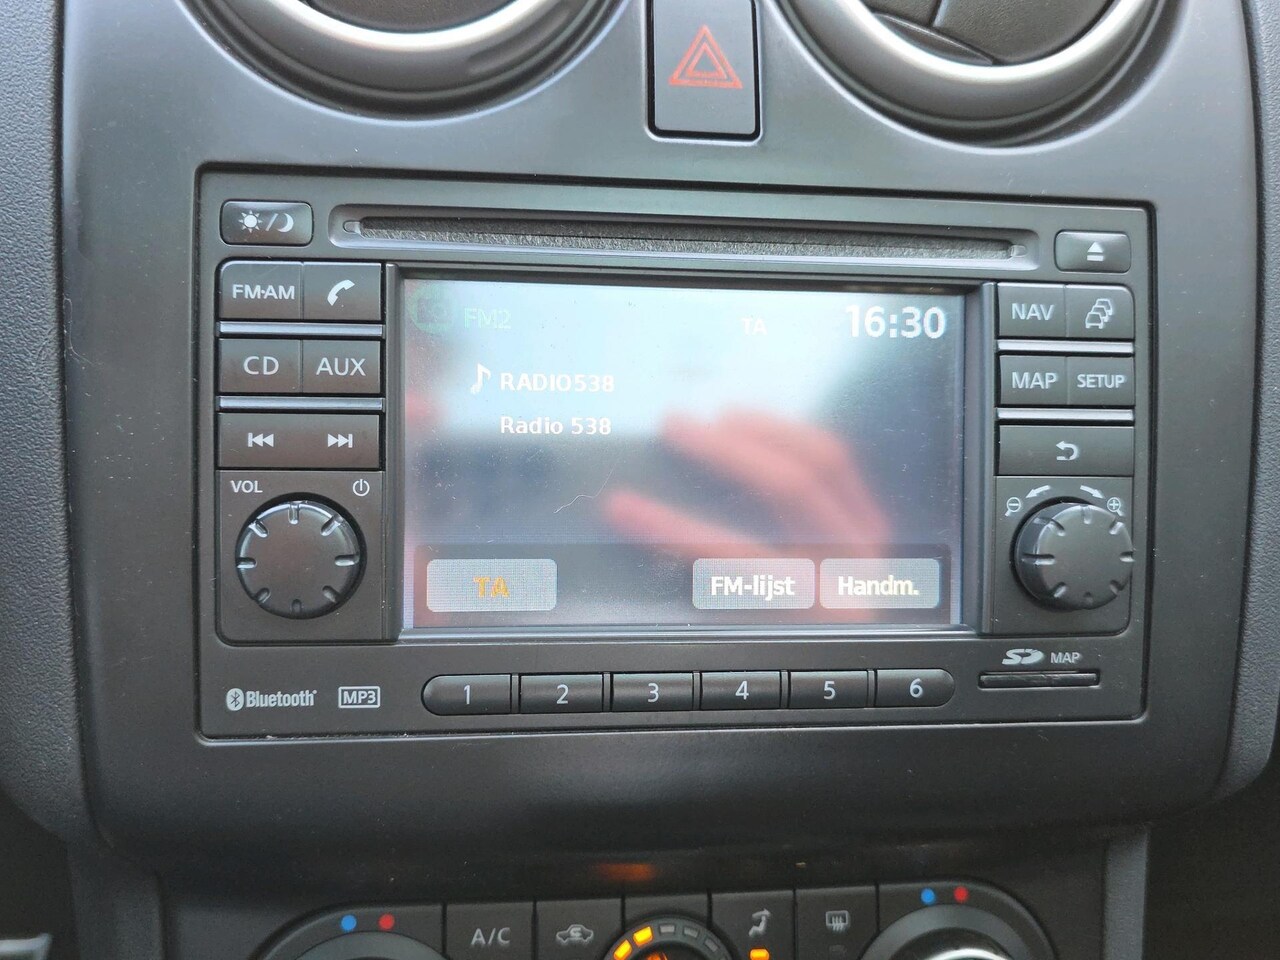 FM·AM
CD
AUX
VOL
FM2
TA
16:30
RADIO538
Radio 538
TA
FM-lijst
Handm.
NAV
MAP
SETUP
Bluetooth
MP3
1
2
3
4
5
6
SD
MAP
A/C